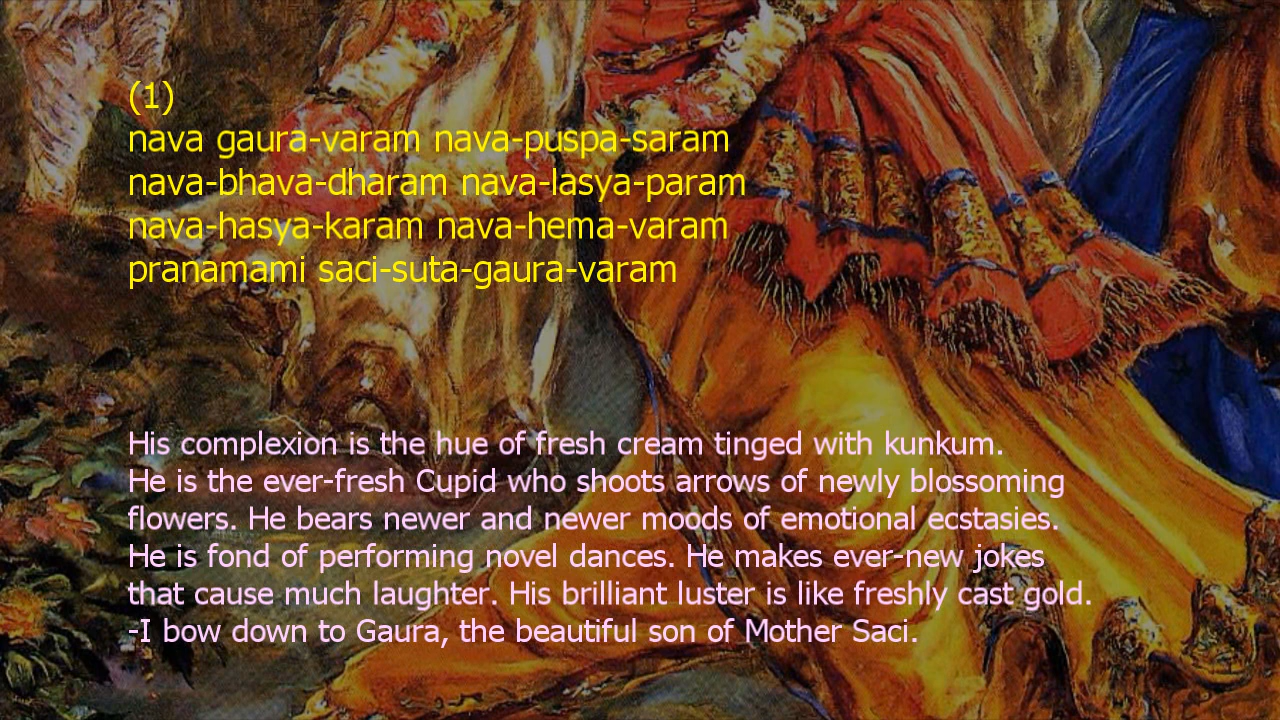 (1)
nava gaura-varam nava-puspa-saram
nava-bhava-dharam nava-lasya-param
nava-hasya-karam nava-hema-varam
pranamami saci-suta-gaura-varam
His complexion is the hue of fresh cream tinged with kunkum.
He is the ever-fresh Cupid who shoots arrows of newly blossoming
flowers. He bears newer and newer moods of emotional ecstasies.
He is fond of performing novel dances. He makes ever-new jokes
that cause much laughter. His brilliant luster is like freshly cast gold.
-I bow down to Gaura, the beautiful son of Mother Saci.